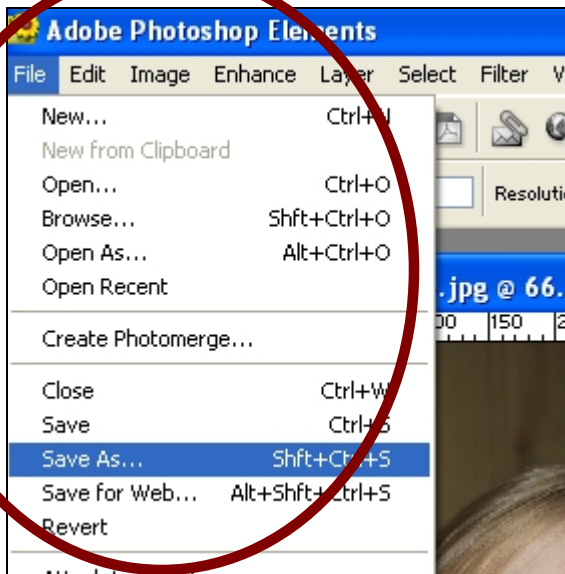 Adobe Photoshop Elements
File Edit Image Enhance Layer Select Filter
New... Ctrl+N
New from Clipboard
Open... Ctrl+O
Resoluti
Browse... Shft+Ctrl+O
Open As... Alt+Ctrl+O
Open Recent
.jpg @ 66.
00 150 2
Create Photomerge...
Close Ctrl+W
Save Ctrl+S
Save As... Shft+Ctrl+S
Save for Web... Alt+Shft+Ctrl+S
Revert